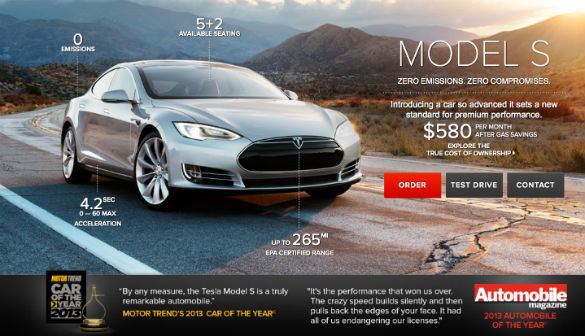 5+2
AVAILABLE SEATING
0
EMISSIONS
MODEL S
ZERO EMISSIONS. ZERO COMPROMISES.
Introducing a car so advanced it sets a new
standard for premium performance.
$580 PER MONTH
AFTER GAS SAVINGS
EXPLORE THE
TRUE COST OF OWNERSHIP
ORDER
TEST DRIVE
CONTACT
4.2 SEC
0 — 60 MAX
ACCELERATION
UP TO 265 MI
EPA CERTIFIED RANGE
MOTOR TREND
CAR
OF THE
YEAR
2013
"By any measure, the Tesla Model S is a truly
remarkable automobile."
MOTOR TREND'S 2013 CAR OF THE YEAR
"It's the performance that won us over.
The crazy speed builds silently and then
pulls back the edges of your face. It had
all of us endangering our licenses."
Automobile
magazine
2013 AUTOMOBILE
OF THE YEAR